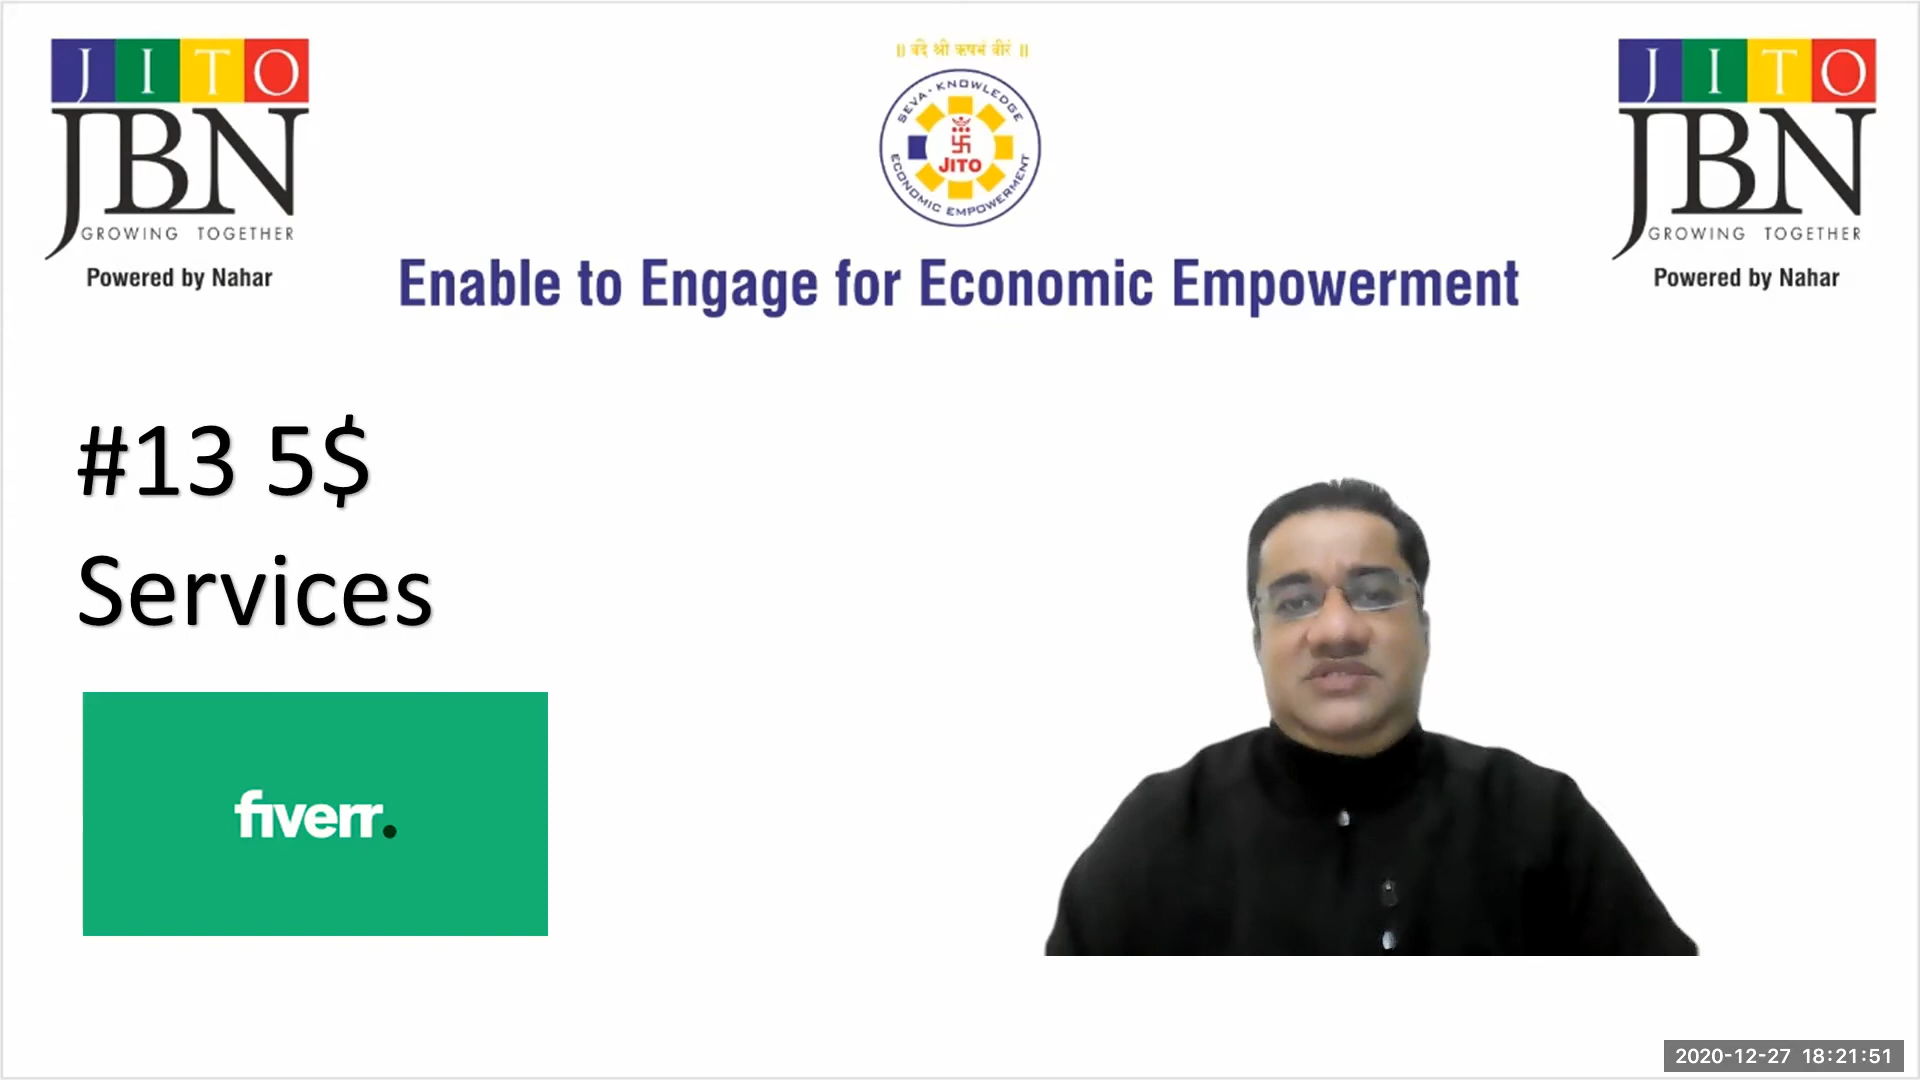 JITO
JBN
GROWING TOGETHER
Powered by Nahar
|| वंदे श्री ऋषभं वीरं ||
SEVA - KNOWLEDGE
JITO
ECONOMIC EMPOWERMENT
JITO
JBN
GROWING TOGETHER
Powered by Nahar
Enable to Engage for Economic Empowerment
#13 5$
Services
fiverr.
2020-12-27 18:21:51